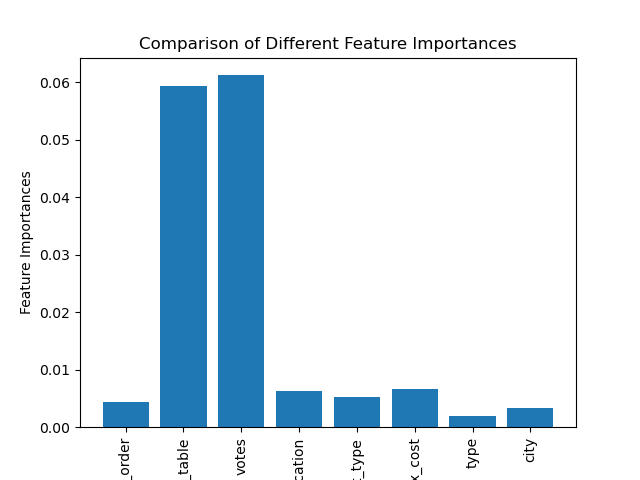 Comparison of Different Feature Importances
Feature Importances
0.06
0.05
0.04
0.03
0.02
0.01
0.00
_order
_table
votes
cation
_type
x_cost
type
city